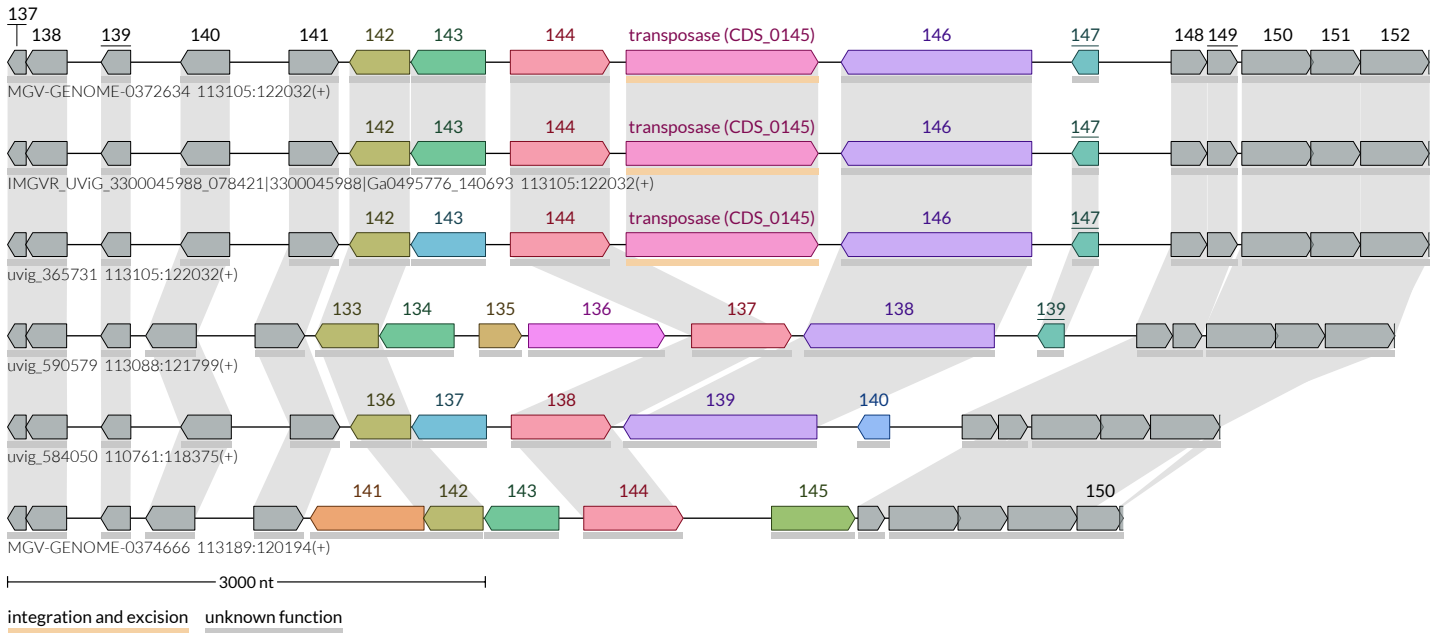 137
138 139 140 141 142 143 144 transposase (CDS_0145) 146 147 148 149 150 151 152
MGV-GENOME-0372634 113105:122032(+)
142 143 144 transposase (CDS_0145) 146 147
IMGVR_UViG_3300045988_078421|3300045988|Ga0495776_140693 113105:122032(+)
142 143 144 transposase (CDS_0145) 146 147
uvig_365731 113105:122032(+)
133 134 135 136 137 138 139
uvig_590579 113088:121799(+)
136 137 138 139 140
uvig_584050 110761:118375(+)
141 142 143 144 145 150
MGV-GENOME-0374666 113189:120194(+)
3000 nt
integration and excision unknown function